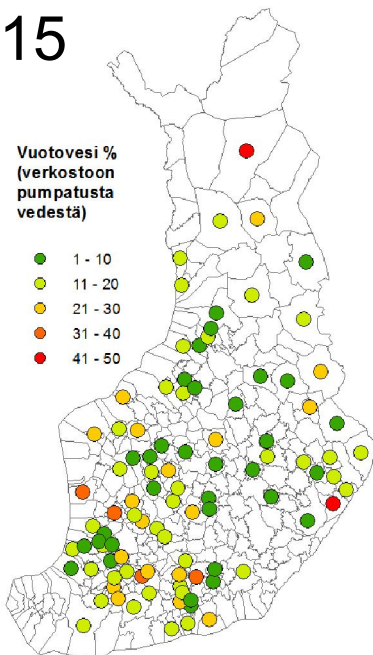 15
Vuotovesi %
(verkostoon
pumpatusta
vedestä)
1 - 10
11 - 20
21 - 30
31 - 40
41 - 50